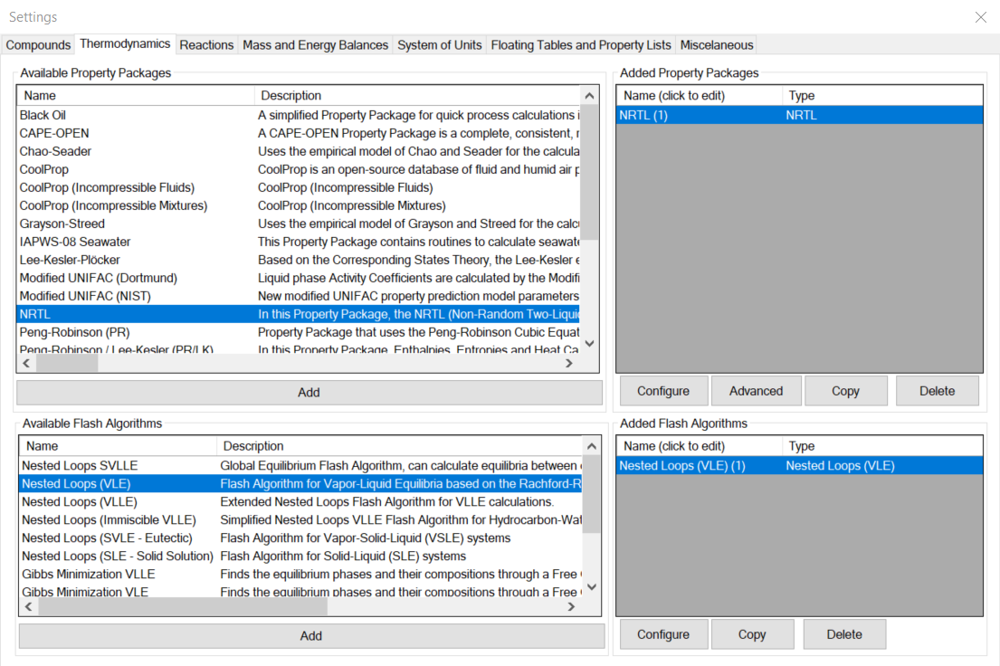 Settings
Compounds Thermodynamics Reactions Mass and Energy Balances System of Units Floating Tables and Property Lists Miscelaneous
Available Property Packages
Name Description
Black Oil A simplified Property Package for quick process calculations i
CAPE-OPEN A CAPE-OPEN Property Package is a complete, consistent, r
Chao-Seader Uses the empirical model of Chao and Seader for the calcula
CoolProp CoolProp is an open-source database of fluid and humid air p
CoolProp (Incompressible Fluids) CoolProp (Incompressible Fluids)
CoolProp (Incompressible Mixtures) CoolProp (Incompressible Mixtures)
Grayson-Streed Uses the empirical model of Grayson and Streed for the calcu
IAPWS-08 Seawater This Property Package contains routines to calculate seawate
Lee-Kesler-Plöcker Based on the Corresponding States Theory, the Lee-Kesler e
Modified UNIFAC (Dortmund) Liquid phase Activity Coefficients are calculated by the Modifi
Modified UNIFAC (NIST) New modified UNIFAC property prediction model parameters
NRTL In this Property Package, the NRTL (Non-Random Two-Liquid
Peng-Robinson (PR) Property Package that uses the Peng-Robinson Cubic Equat
Peng-Robinson / Lee-Kesler (PR/LK) In this Property Package, Enthalpies, Entropies and Heat Ca
Add
Added Property Packages
Name (click to edit) Type
NRTL (1) NRTL
Configure Advanced Copy Delete
Available Flash Algorithms
Name Description
Nested Loops SVLLE Global Equilibrium Flash Algorithm, can calculate equilibria between
Nested Loops (VLE) Flash Algorithm for Vapor-Liquid Equilibria based on the Rachford-R
Nested Loops (VLLE) Extended Nested Loops Flash Algorithm for VLLE calculations.
Nested Loops (Immiscible VLLE) Simplified Nested Loops VLLE Flash Algorithm for Hydrocarbon-Wat
Nested Loops (SVLE - Eutectic) Flash Algorithm for Vapor-Solid-Liquid (VSLE) systems
Nested Loops (SLE - Solid Solution) Flash Algorithm for Solid-Liquid (SLE) systems
Gibbs Minimization VLLE Finds the equilibrium phases and their compositions through a Free
Gibbs Minimization VLE Finds the equilibrium phases and their compositions through a Free
Add
Added Flash Algorithms
Name (click to edit) Type
Nested Loops (VLE) (1) Nested Loops (VLE)
Configure Copy Delete